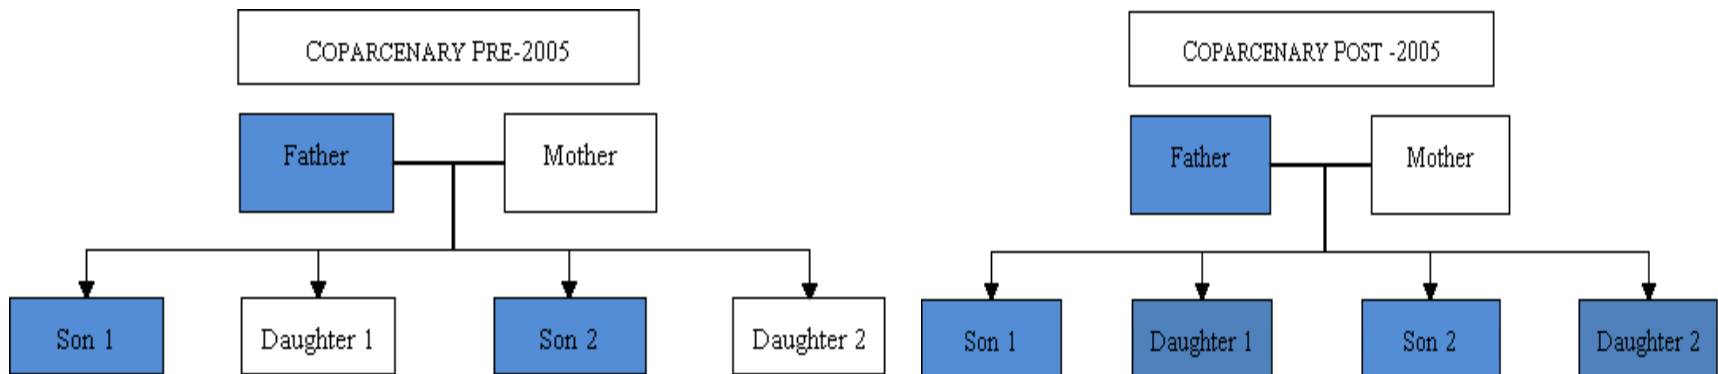 COPARCENARY PRE-2005
Father
Mother
Son 1
Daughter 1
Son 2
Daughter 2
COPARCENARY POST -2005
Father
Mother
Son 1
Daughter 1
Son 2
Daughter 2